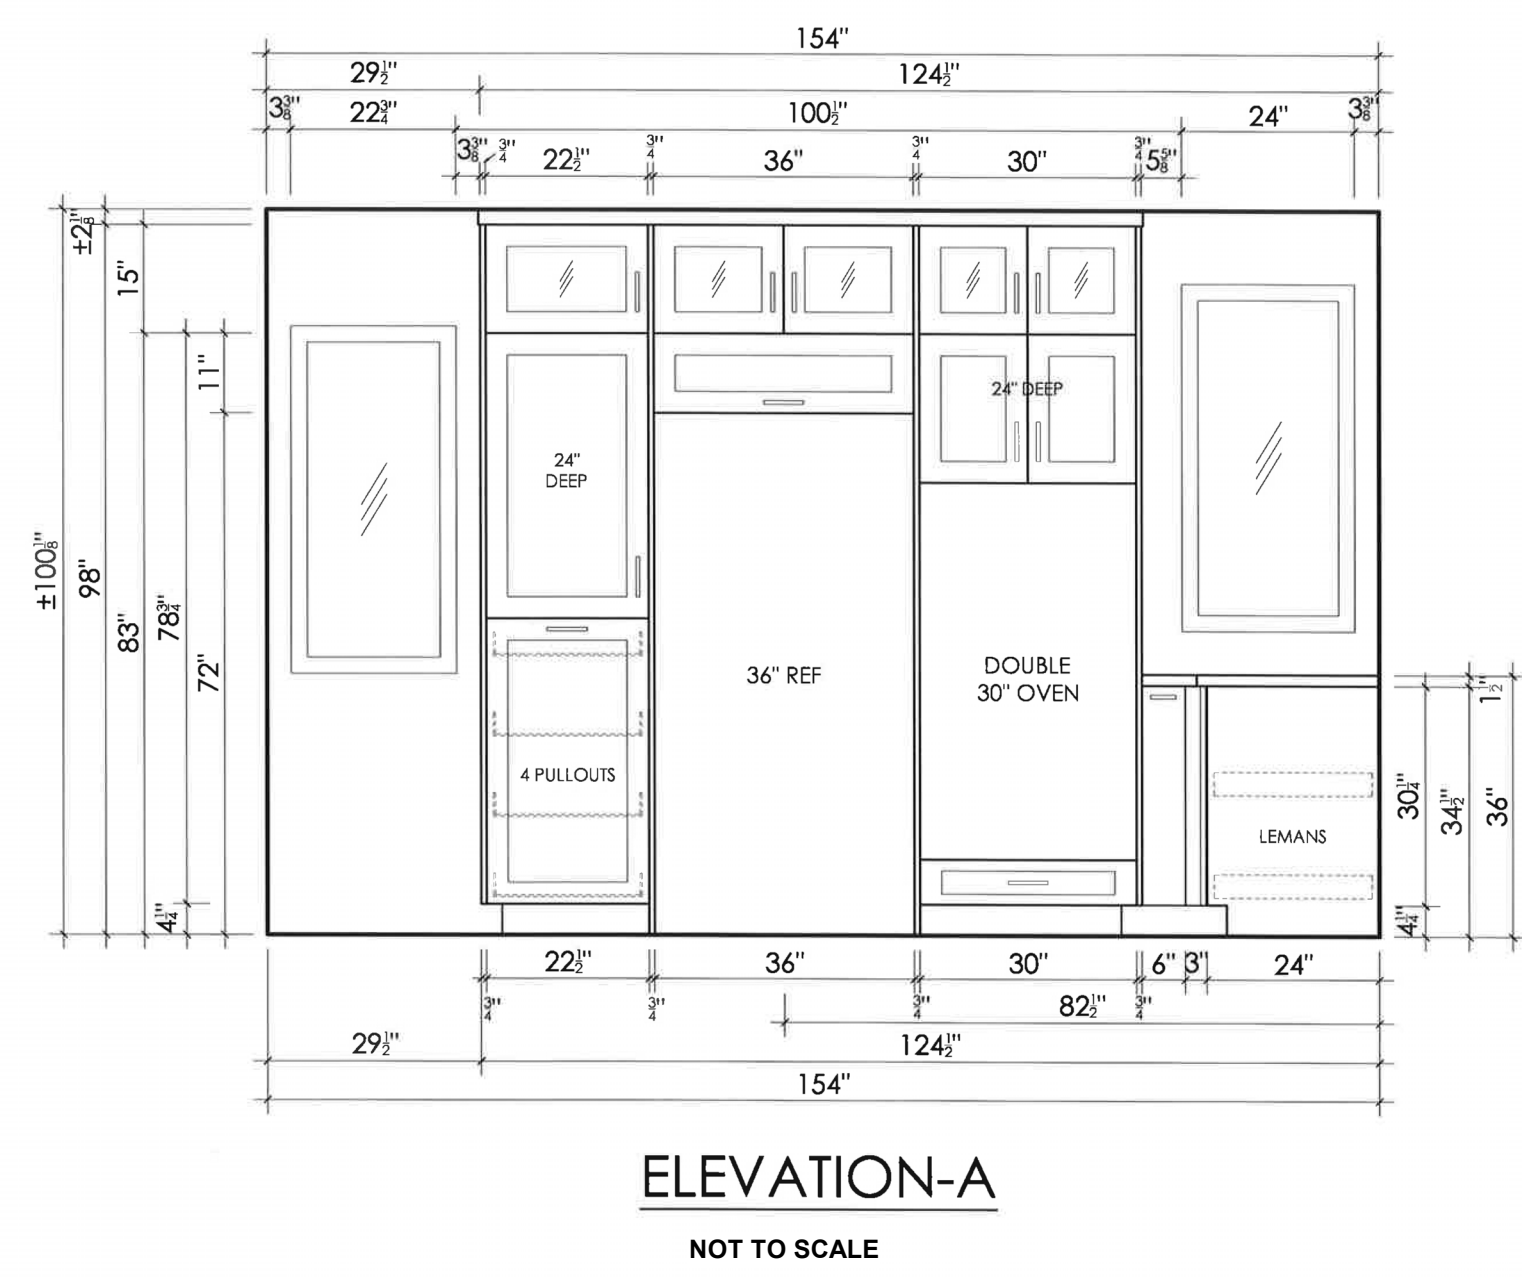 154"
29½" 124½"
3⅜" 22¾" 100½" 24" 3⅜"
3⅜" ¾" 22½" ¾" 36" ¾" 30" ¾" 5⅝"
±2⅛"
15"
11"
24" DEEP
24"
DEEP
±100⅛"
98"
83"
78¾"
72"
4¼"
36" REF
DOUBLE
30" OVEN
4 PULLOUTS
LEMANS
1½"
30¼"
34½"
36"
4¼"
22½" 36" 30" 6" 3" 24"
¾" ¾" ¾" 82½" ¾"
29½" 124½"
154"
ELEVATION-A
NOT TO SCALE